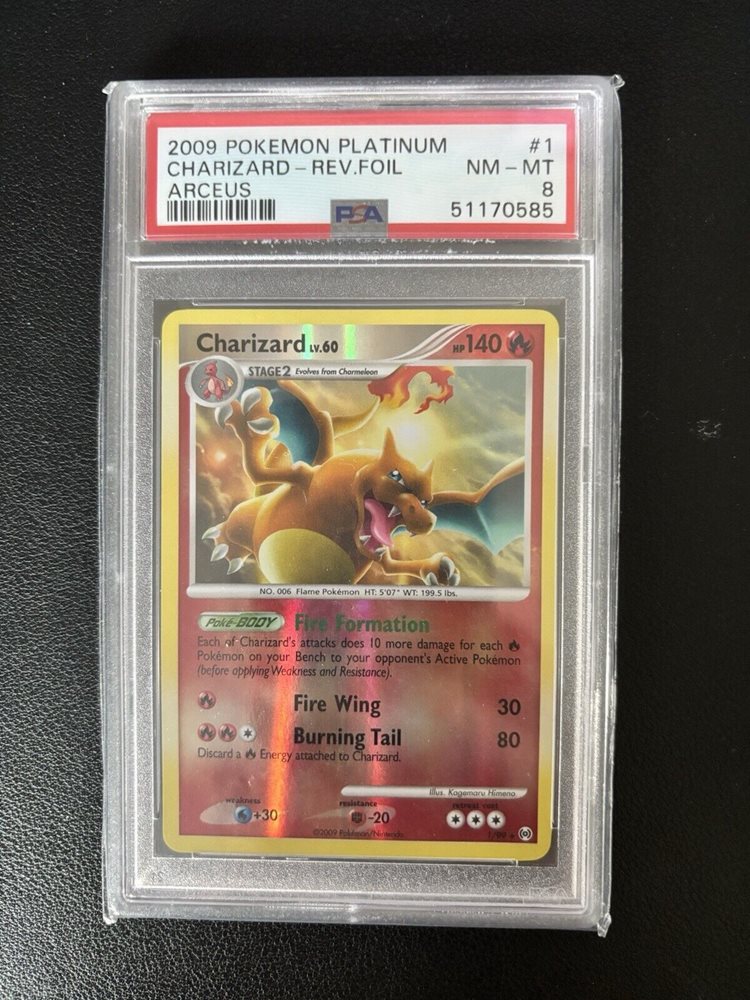 2009 POKEMON PLATINUM #1
CHARIZARD - REV.FOIL NM - MT
ARCEUS 8
PSA 51170585
Charizard LV.60 HP 140
STAGE2 Evolves from Charmeleon
NO. 006 Flame Pokémon HT: 5'07" WT: 199.5 lbs.
Poké-BODY Fire Formation
Each of Charizard's attacks does 10 more damage for each
Pokémon on your Bench to your opponent's Active Pokémon
(before applying Weakness and Resistance).
Fire Wing 30
Burning Tail 80
Discard a Energy attached to Charizard.
Illus. Kagemaru Himeno
weakness resistance retreat cost
+30 -20
©2009 Pokémon/Nintendo 1/99